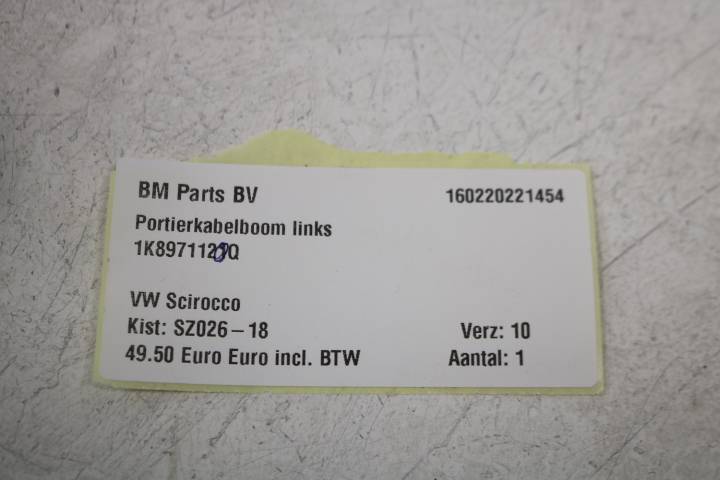 BM Parts BV 160220221454
Portierkabelboom links
1K8971120Q
VW Scirocco
Kist: SZ026-18 Verz: 10
49.50 Euro Euro incl. BTW Aantal: 1